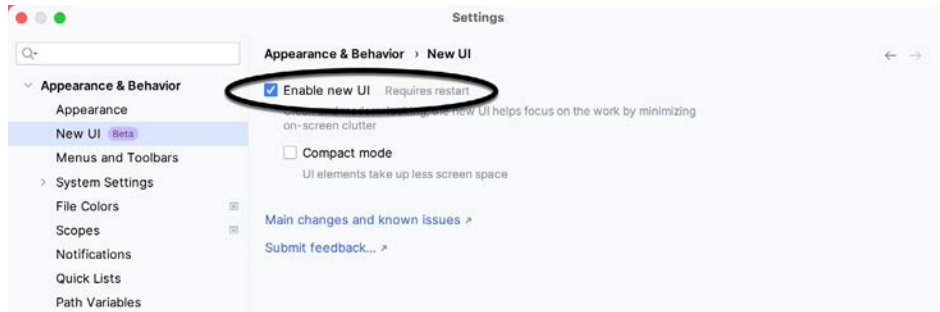 Settings
Appearance & Behavior
Appearance
New UI Beta
Menus and Toolbars
System Settings
File Colors
Scopes
Notifications
Quick Lists
Path Variables
Appearance & Behavior › New UI
Enable new UI Requires restart
the new UI helps focus on the work by minimizing
on-screen clutter
Compact mode
UI elements take up less screen space
Main changes and known issues ↗
Submit feedback... ↗